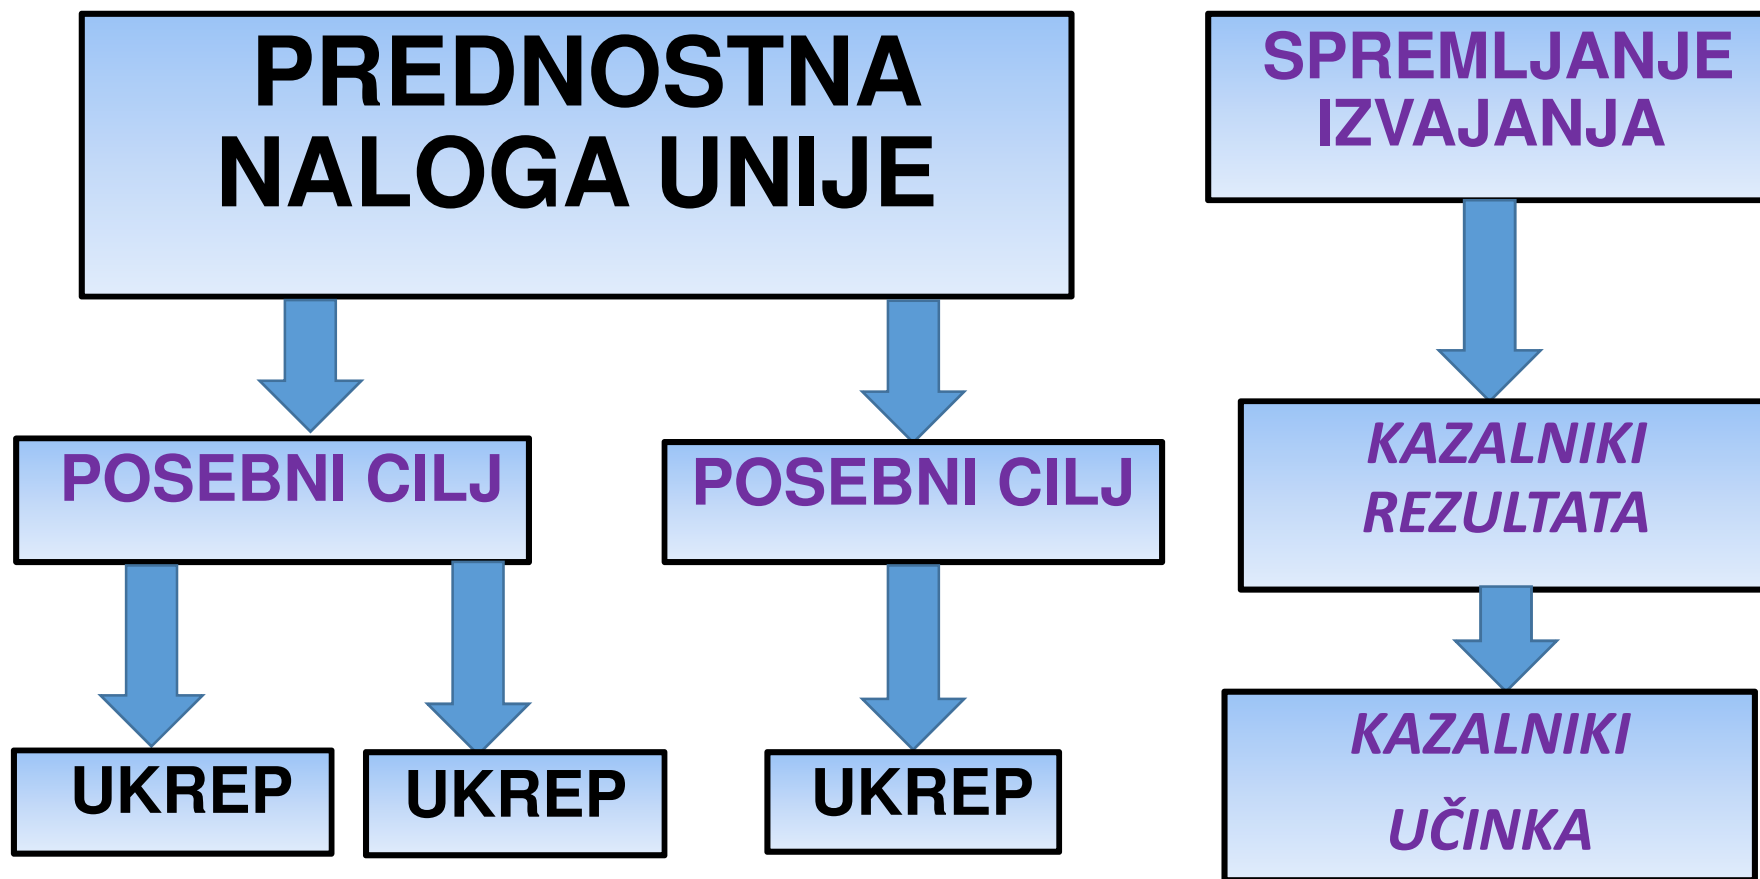 PREDNOSTNA
NALOGA UNIJE
SPREMLJANJE
IZVAJANJA
POSEBNI CILJ
POSEBNI CILJ
KAZALNIKI
REZULTATA
UKREP
UKREP
UKREP
KAZALNIKI
UČINKA